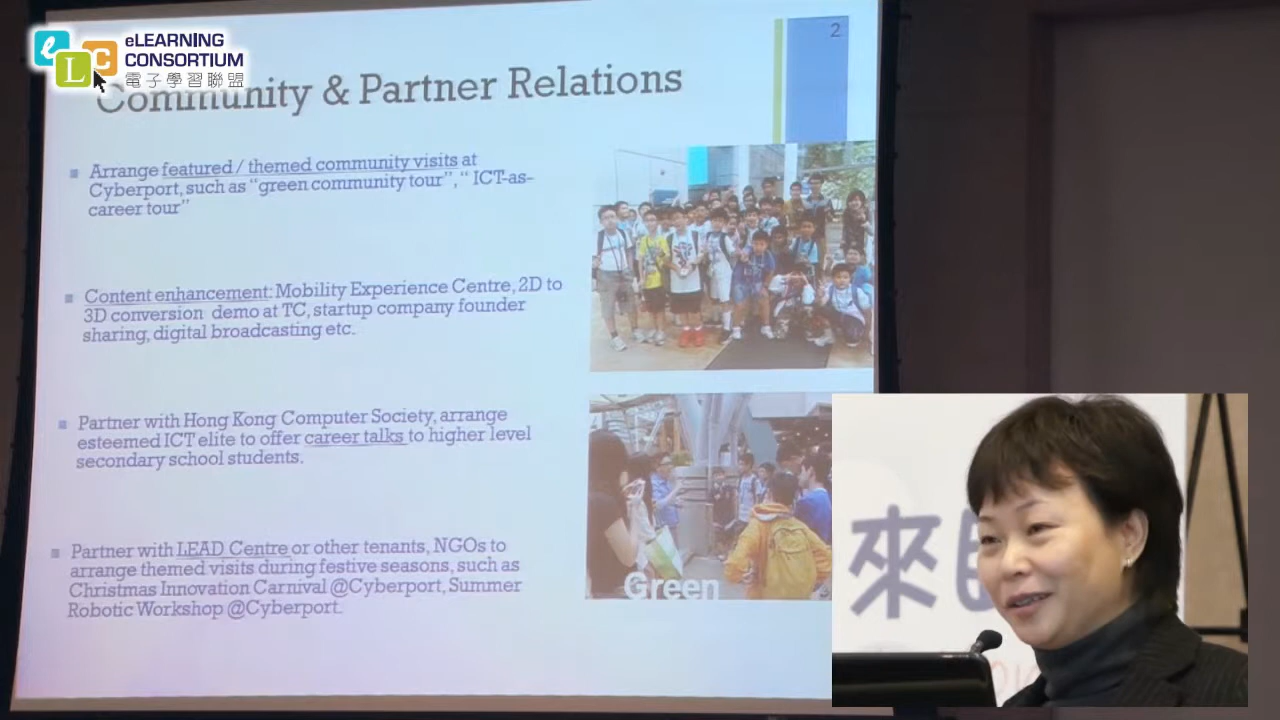 eLEARNING
CONSORTIUM
電子學習聯盟
e
L
C
2
Community & Partner Relations
Arrange featured / themed community visits at
Cyberport, such as "green community tour", " ICT-as-
career tour"
Content enhancement: Mobility Experience Centre, 2D to
3D conversion demo at TC, startup company founder
sharing, digital broadcasting etc.
Partner with Hong Kong Computer Society, arrange
esteemed ICT elite to offer career talks to higher level
secondary school students.
Partner with LEAD Centre or other tenants, NGOs to
arrange themed visits during festive seasons, such as
Christmas Innovation Carnival @Cyberport, Summer
Robotic Workshop @Cyberport.
Green
來